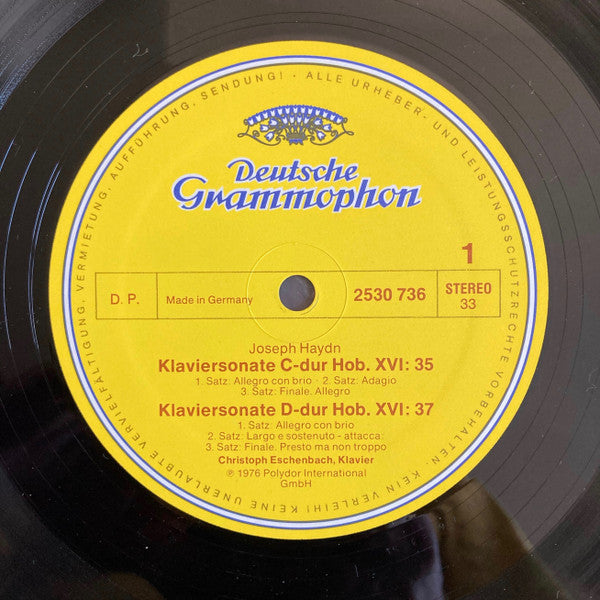 ALLE URHEBER- UND LEISTUNGSSCHUTZRECHTE VORBEHALTEN. KEIN VERLEIH! KEINE UNERLAUBTE VERVIELFÄLTIGUNG, VERMIETUNG, AUFFÜHRUNG, SENDUNG!
Deutsche
Grammophon
1
D. P.
Made in Germany
2530 736
STEREO
33
Joseph Haydn
Klaviersonate C-dur Hob. XVI: 35
1. Satz: Allegro con brio · 2. Satz: Adagio
3. Satz: Finale. Allegro
Klaviersonate D-dur Hob. XVI: 37
1. Satz: Allegro con brio
2. Satz: Largo e sostenuto - attacca:
3. Satz: Finale. Presto ma non troppo
Christoph Eschenbach, Klavier
℗ 1976 Polydor International
GmbH